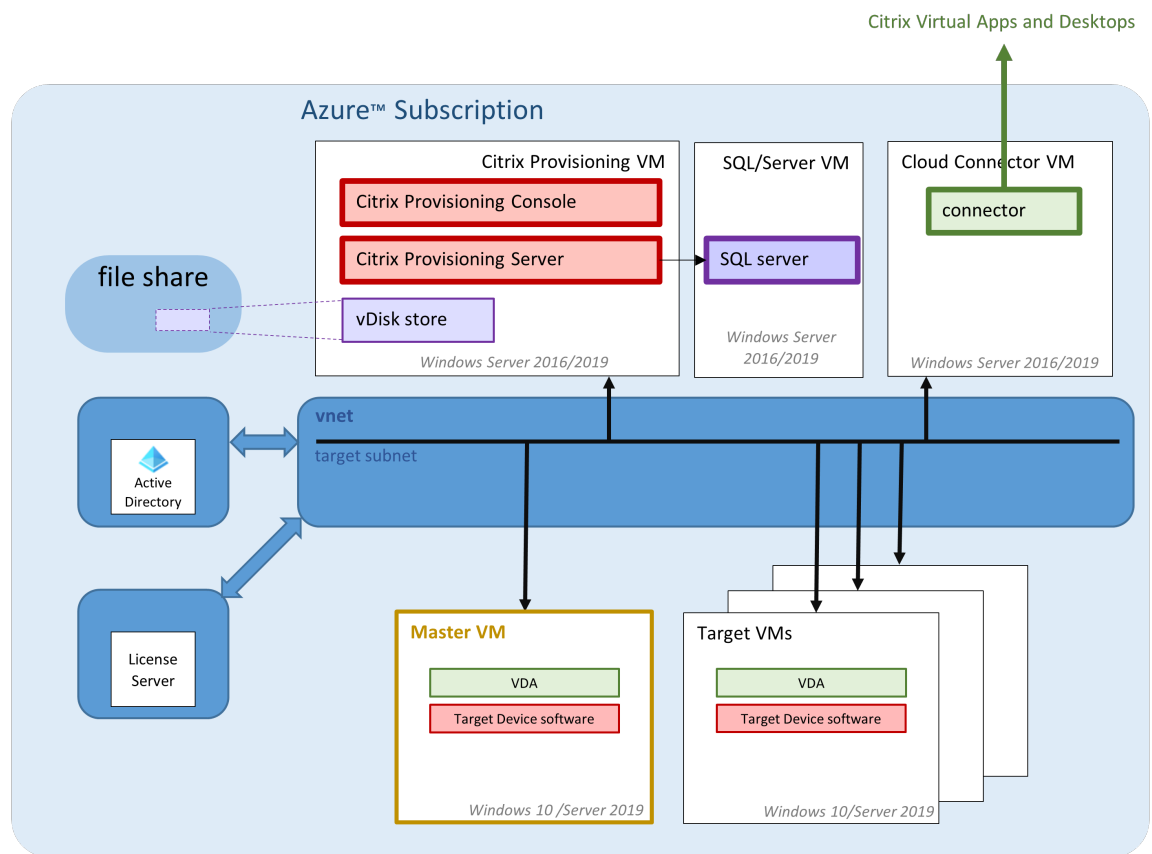 Citrix Virtual Apps and Desktops
Azure™ Subscription
Citrix Provisioning VM
Citrix Provisioning Console
Citrix Provisioning Server
vDisk store
Windows Server 2016/2019
SQL/Server VM
SQL server
Windows Server
2016/2019
Cloud Connector VM
connector
Windows Server 2016/2019
file share
vnet
target subnet
Active
Directory
License
Server
Master VM
VDA
Target Device software
Windows 10 /Server 2019
Target VMs
VDA
Target Device software
Windows 10/Server 2019